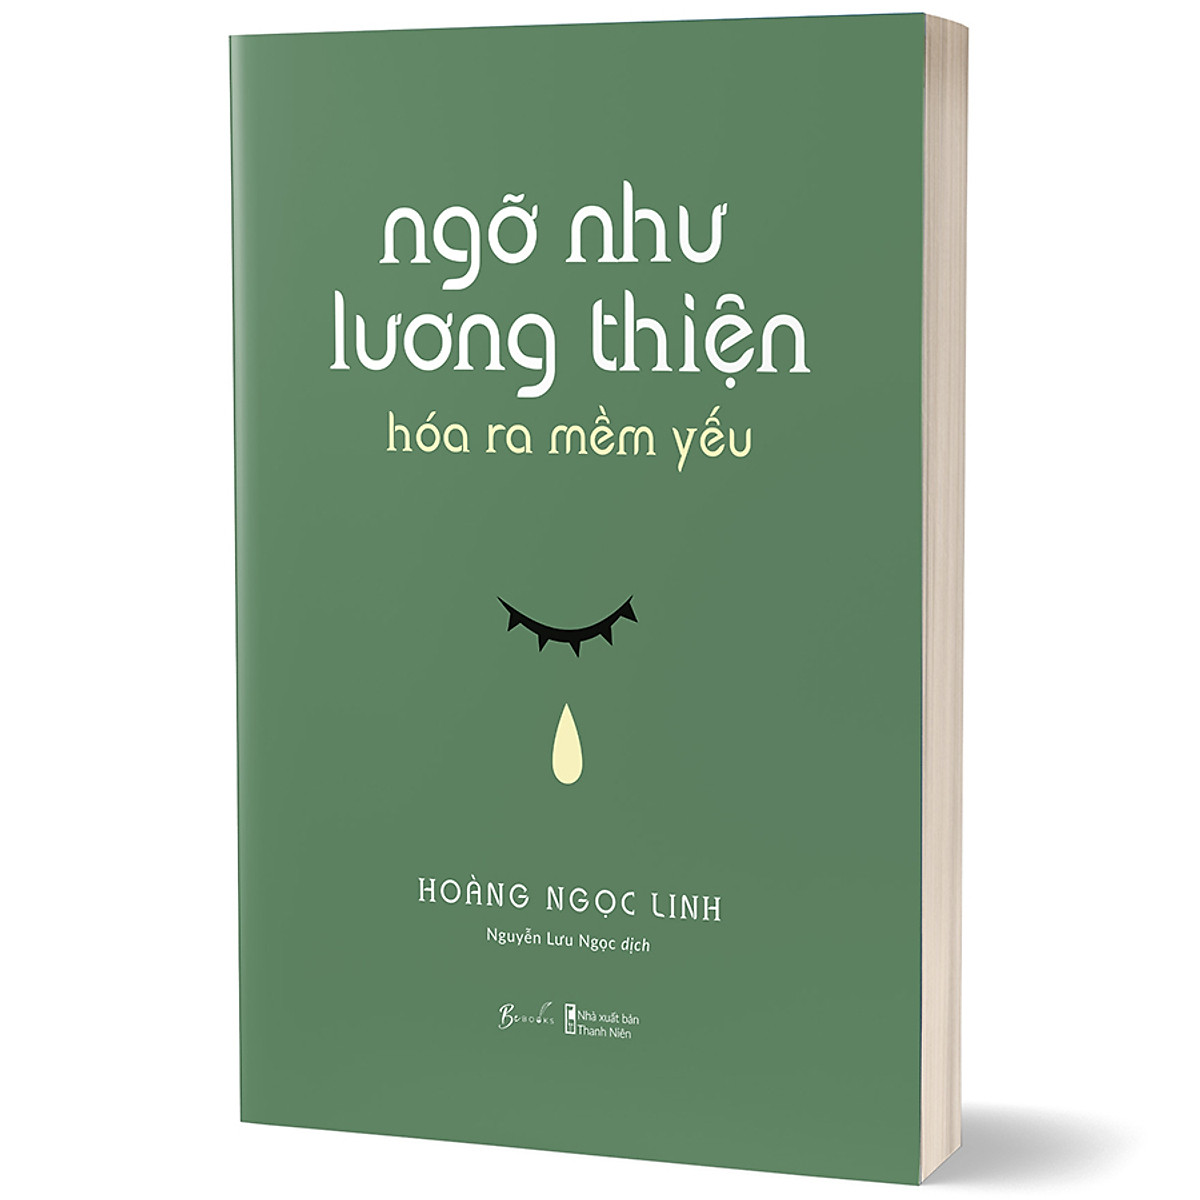 ngỡ như
lương thiện
hóa ra mềm yếu
HOÀNG NGỌC LINH
Nguyễn Lưu Ngọc dịch
BeBOOKS
Nhà xuất bản
Thanh Niên